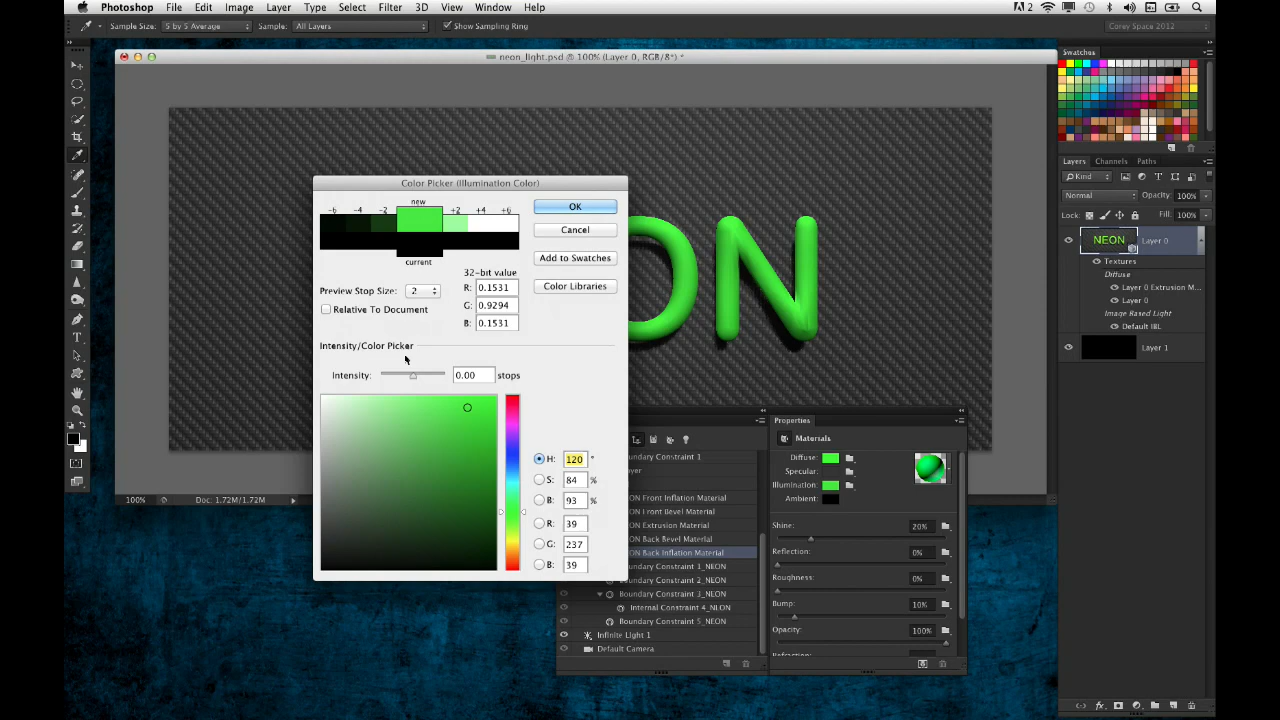 Photoshop File Edit Image Layer Type Select Filter 3D View Window Help
2
Sample Size: 5 by 5 Average Sample: All Layers Show Sampling Ring Corey Space 2012
neon_light.psd @ 100% (Layer 0, RGB/8*) *
Swatches
Layers Channels Paths
Kind
Normal Opacity: 100%
Lock: Fill: 100%
NEON Layer 0
Textures
Diffuse
Layer 0 Extrusion M...
Layer 0
Image Based Light
Default IBL
Layer 1
ON
100% Doc: 1.72M/1.72M
Color Picker (Illumination Color)
new
-6 -4 -2 +2 +4 +6
current
OK
Cancel
Add to Swatches
Color Libraries
32-bit value
R: 0.1531
G: 0.9294
B: 0.1531
Preview Stop Size: 2
Relative To Document
Intensity/Color Picker
Intensity: 0.00 stops
H: 120 °
S: 84 %
B: 93 %
R: 39
G: 237
B: 39
oundary Constraint 1
ayer
ON Front Inflation Material
ON Front Bevel Material
ON Extrusion Material
ON Back Bevel Material
ON Back Inflation Material
oundary Constraint 1_NEON
oundary Constraint 2_NEON
Boundary Constraint 3_NEON
Internal Constraint 4_NEON
Boundary Constraint 5_NEON
Infinite Light 1
Default Camera
Properties
Materials
Diffuse:
Specular:
Illumination:
Ambient:
Shine: 20%
Reflection: 0%
Roughness: 0%
Bump: 10%
Opacity: 100%
Refraction: